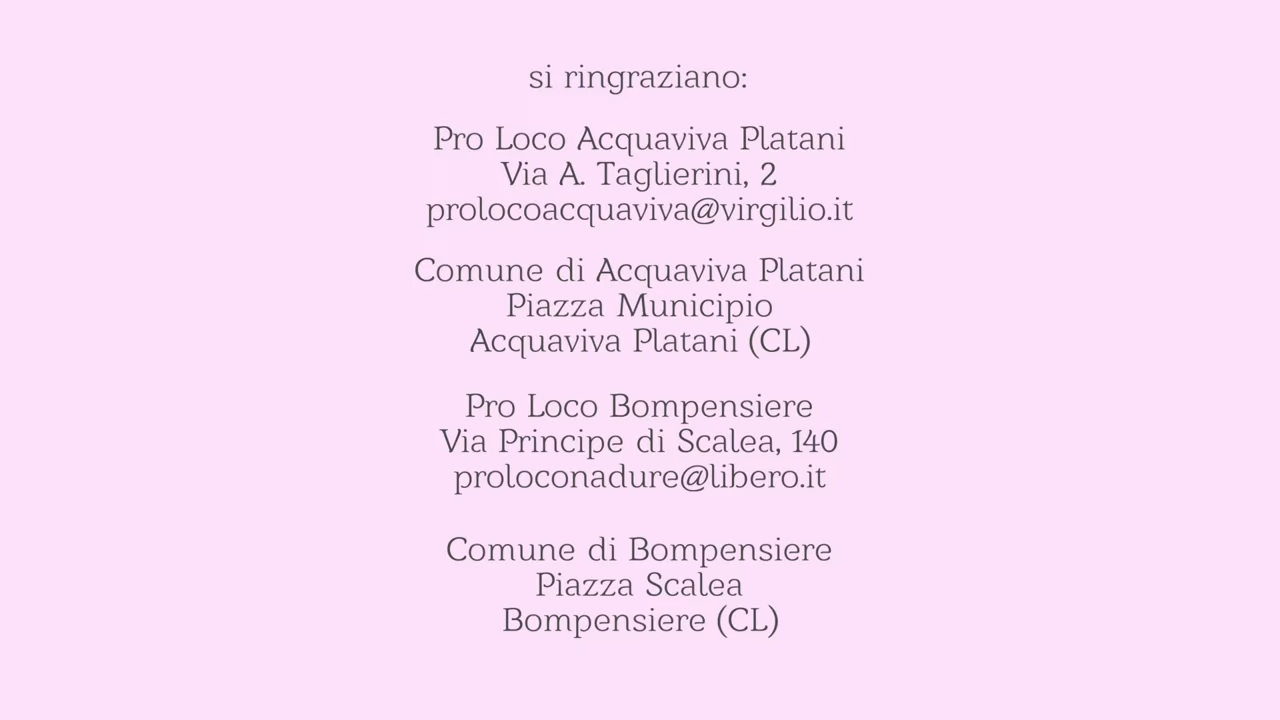 si ringraziano:
Pro Loco Acquaviva Platani
Via A. Taglierini, 2
prolocoacquaviva@virgilio.it
Comune di Acquaviva Platani
Piazza Municipio
Acquaviva Platani (CL)
Pro Loco Bompensiere
Via Principe di Scalea, 140
proloconadure@libero.it
Comune di Bompensiere
Piazza Scalea
Bompensiere (CL)